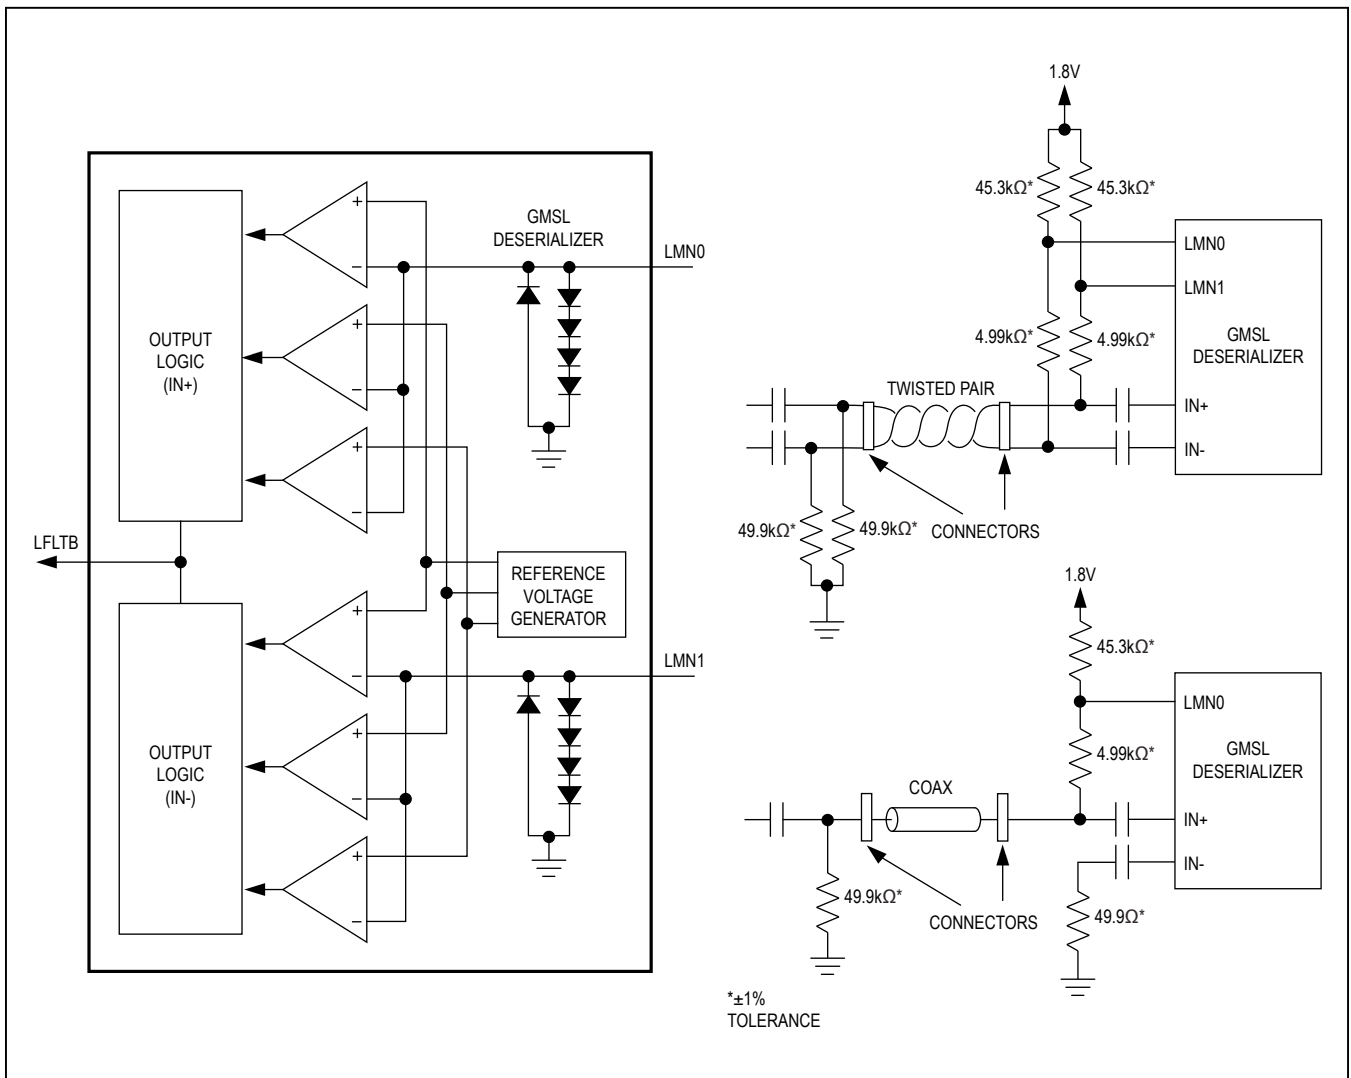 GMSL
DESERIALIZER
LMN0
OUTPUT
LOGIC
(IN+)
+
−
+
−
+
−
LFLTB
REFERENCE
VOLTAGE
GENERATOR
LMN1
OUTPUT
LOGIC
(IN-)
+
−
+
−
+
−
1.8V
45.3kΩ*
45.3kΩ*
LMN0
LMN1
4.99kΩ*
4.99kΩ*
GMSL
DESERIALIZER
TWISTED PAIR
IN+
IN-
49.9kΩ*
49.9kΩ*
CONNECTORS
1.8V
45.3kΩ*
LMN0
4.99kΩ*
GMSL
DESERIALIZER
COAX
IN+
IN-
49.9kΩ*
CONNECTORS
49.9Ω*
*±1%
TOLERANCE